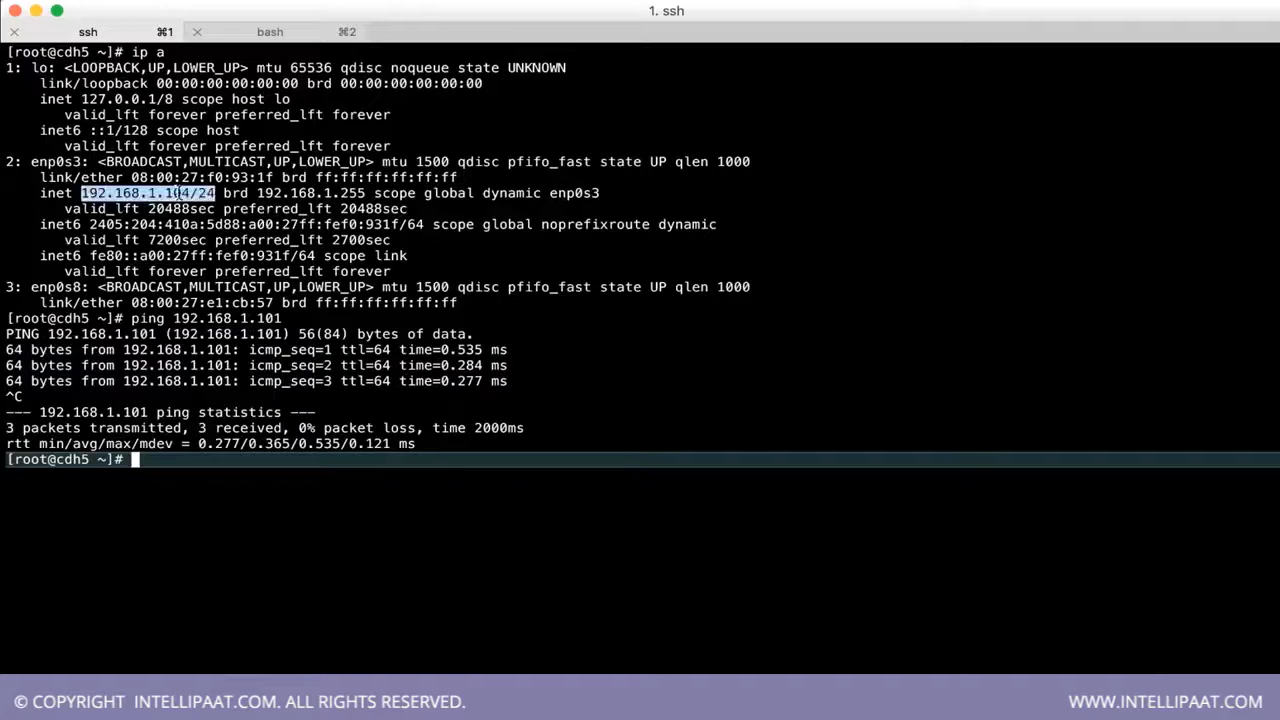 1. ssh
ssh ⌘1 bash ⌘2
[root@cdh5 ~]# ip a
1: lo: <LOOPBACK,UP,LOWER_UP> mtu 65536 qdisc noqueue state UNKNOWN
link/loopback 00:00:00:00:00:00 brd 00:00:00:00:00:00
inet 127.0.0.1/8 scope host lo
valid_lft forever preferred_lft forever
inet6 ::1/128 scope host
valid_lft forever preferred_lft forever
2: enp0s3: <BROADCAST,MULTICAST,UP,LOWER_UP> mtu 1500 qdisc pfifo_fast state UP qlen 1000
link/ether 08:00:27:f0:93:1f brd ff:ff:ff:ff:ff:ff
inet 192.168.1.104/24 brd 192.168.1.255 scope global dynamic enp0s3
valid_lft 20488sec preferred_lft 20488sec
inet6 2405:204:410a:5d88:a00:27ff:fef0:931f/64 scope global noprefixroute dynamic
valid_lft 7200sec preferred_lft 2700sec
inet6 fe80::a00:27ff:fef0:931f/64 scope link
valid_lft forever preferred_lft forever
3: enp0s8: <BROADCAST,MULTICAST,UP,LOWER_UP> mtu 1500 qdisc pfifo_fast state UP qlen 1000
link/ether 08:00:27:e1:cb:57 brd ff:ff:ff:ff:ff:ff
[root@cdh5 ~]# ping 192.168.1.101
PING 192.168.1.101 (192.168.1.101) 56(84) bytes of data.
64 bytes from 192.168.1.101: icmp_seq=1 ttl=64 time=0.535 ms
64 bytes from 192.168.1.101: icmp_seq=2 ttl=64 time=0.284 ms
64 bytes from 192.168.1.101: icmp_seq=3 ttl=64 time=0.277 ms
^C
--- 192.168.1.101 ping statistics ---
3 packets transmitted, 3 received, 0% packet loss, time 2000ms
rtt min/avg/max/mdev = 0.277/0.365/0.535/0.121 ms
[root@cdh5 ~]#
© COPYRIGHT INTELLIPAAT.COM. ALL RIGHTS RESERVED. WWW.INTELLIPAAT.COM